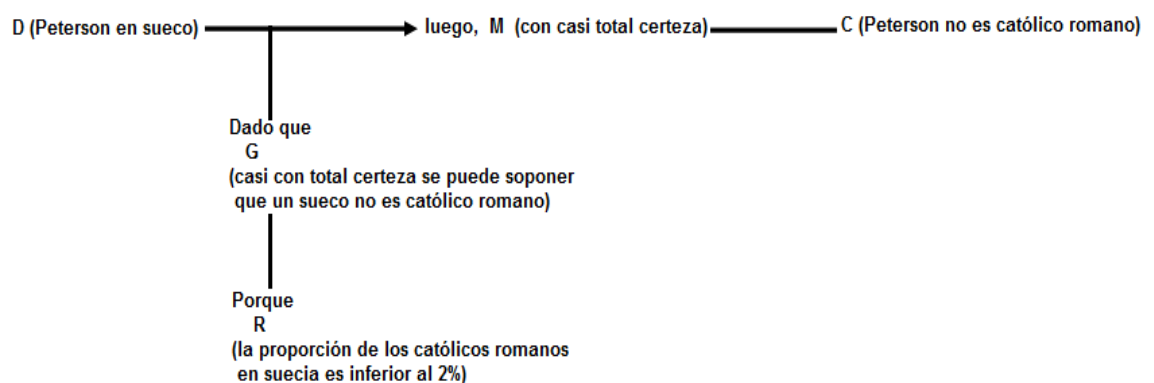 D (Peterson en sueco) luego, M (con casi total certeza) C (Peterson no es católico romano)
Dado que
G
(casi con total certeza se puede soponer
que un sueco no es católico romano)
Porque
R
(la proporción de los católicos romanos
en suecia es inferior al 2%)